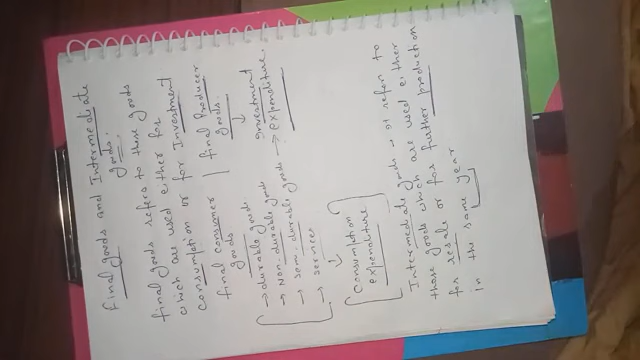 Final goods and Intermediate
goods.
final goods refers to those goods
which are used either for
consumption or for Investment
final consumer goods | final Producer goods.
→ durable goods
→ Non-durable goods
→ semi-durable goods
→ services
↓
Investment
→ expenditure.
↓
Consumption
expenditure
Intermediate goods → It refer to
those goods which are used either
for resale or for further production
in the same year